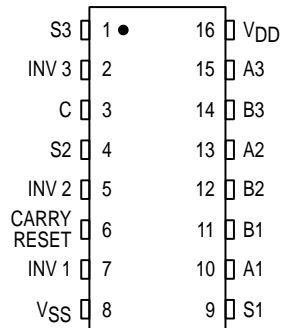 S3 1 16 VDD
INV 3 2 15 A3
C 3 14 B3
S2 4 13 A2
INV 2 5 12 B2
CARRY
RESET 6 11 B1
INV 1 7 10 A1
VSS 8 9 S1